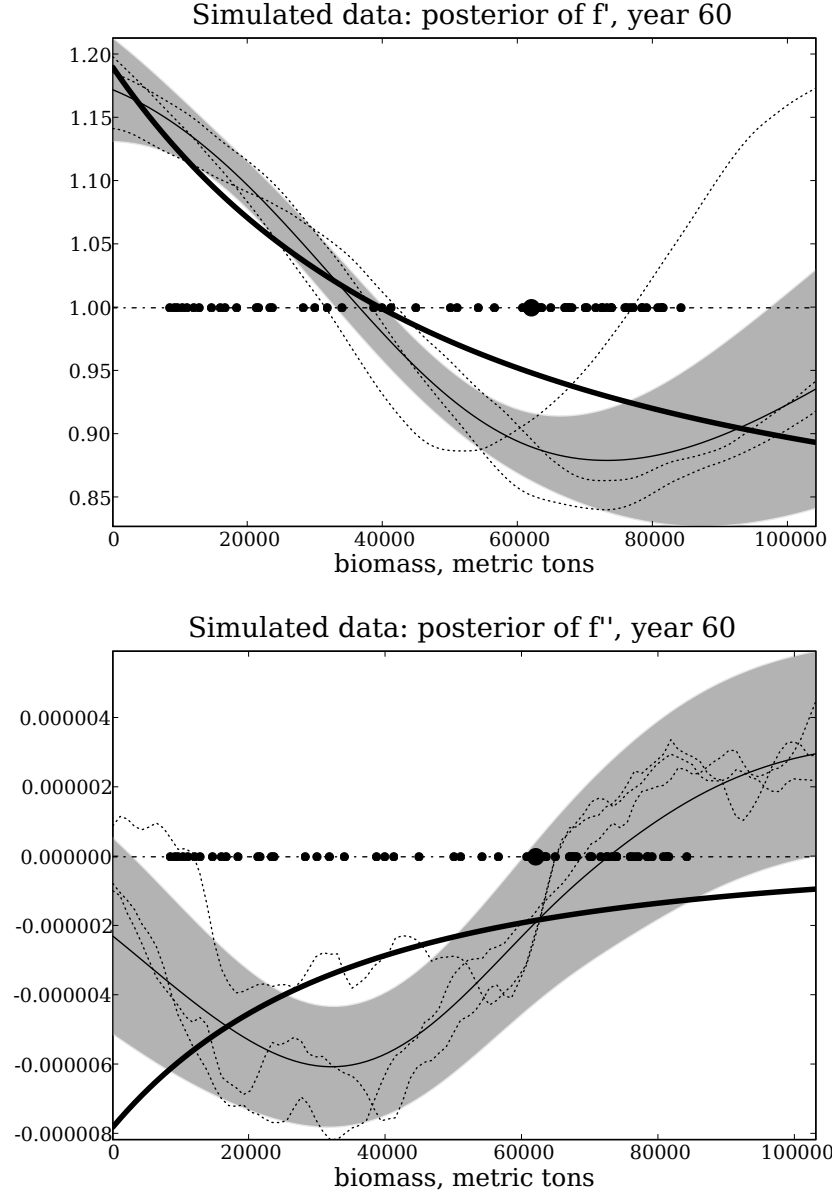 Simulated data: posterior of f', year 60
1.20
1.15
1.10
1.05
1.00
0.95
0.90
0.85
0 20000 40000 60000 80000 100000
biomass, metric tons
Simulated data: posterior of f'', year 60
0.000004
0.000002
0.000000
-0.000002
-0.000004
-0.000006
-0.000008
0 20000 40000 60000 80000 100000
biomass, metric tons